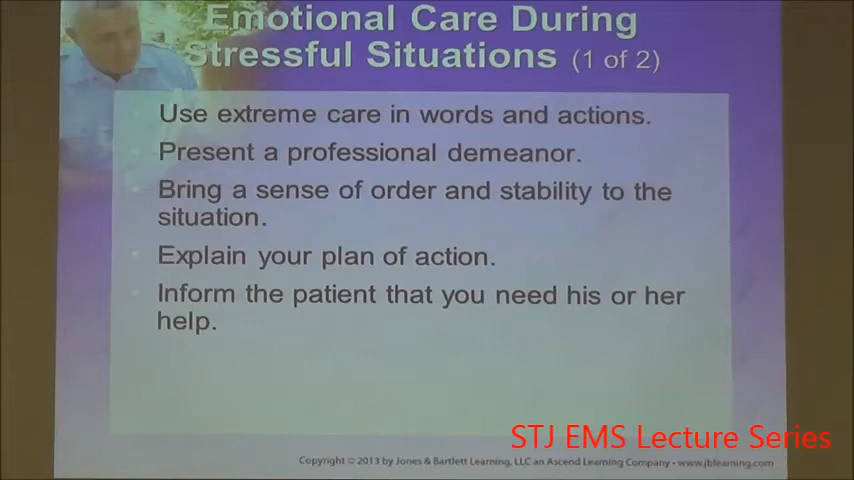 Emotional Care During
Stressful Situations (1 of 2)
Use extreme care in words and actions.
Present a professional demeanor.
Bring a sense of order and stability to the
situation.
Explain your plan of action.
Inform the patient that you need his or her
help.
STJ EMS Lecture Series
Copyright © 2013 by Jones & Bartlett Learning, LLC an Ascend Learning Company • www.jblearning.com